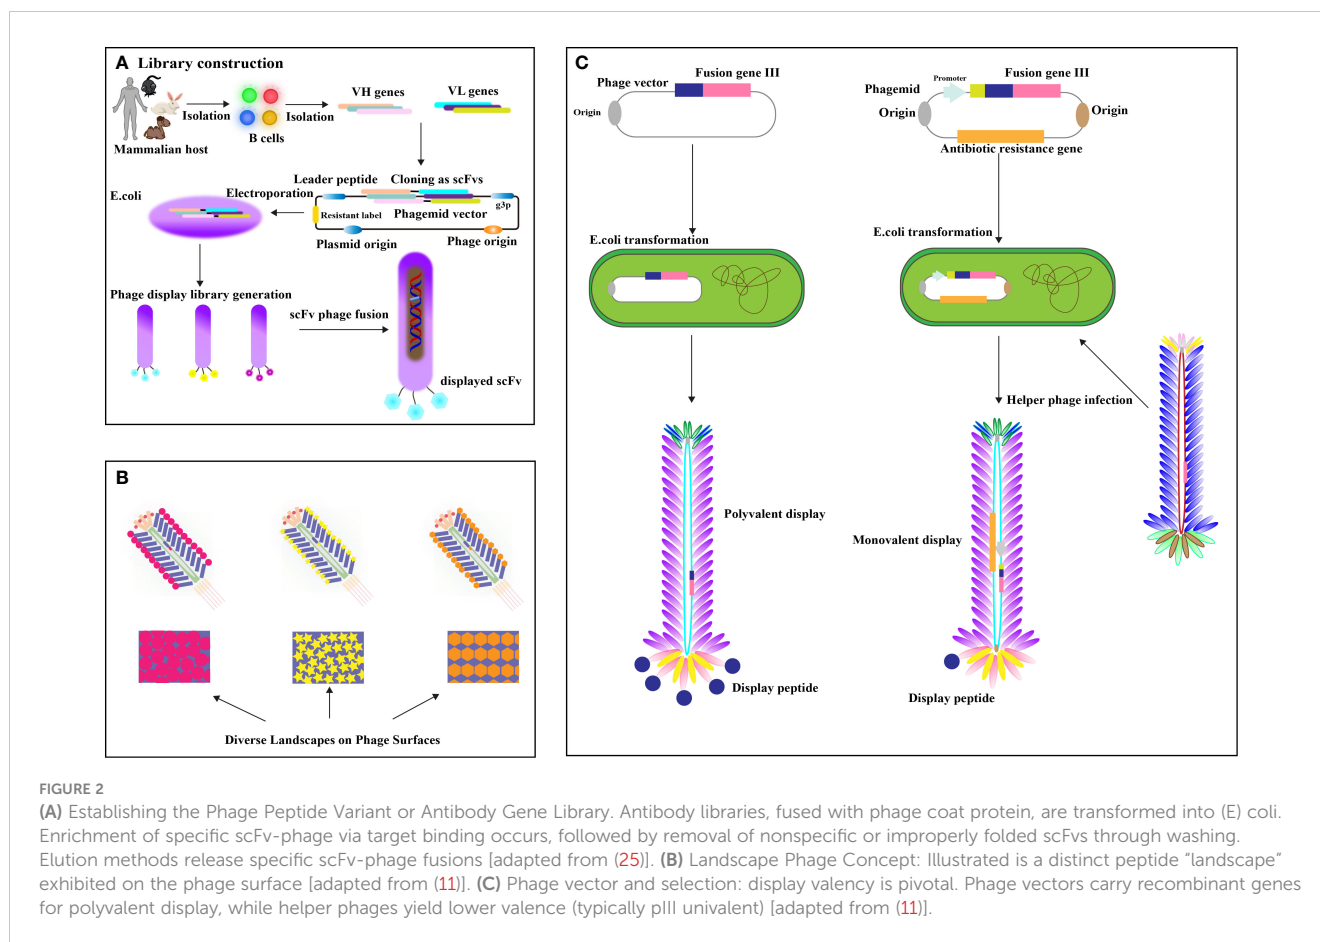 A Library construction
Mammalian host
Isolation
B cells
Isolation
VH genes
VL genes
E.coli
Electroporation
Leader peptide
Cloning as scFvs
g3p
Resistant label
Phagemid vector
Plasmid origin
Phage origin
Phage display library generation
scFv phage fusion
displayed scFv
B
Diverse Landscapes on Phage Surfaces
C
Phage vector
Fusion gene III
Origin
Promoter
Fusion gene III
Phagemid
Origin
Origin
Antibiotic resistance gene
E.coli transformation
E.coli transformation
Helper phage infection
Polyvalent display
Monovalent display
Display peptide
Display peptide
FIGURE 2
(A) Establishing the Phage Peptide Variant or Antibody Gene Library. Antibody libraries, fused with phage coat protein, are transformed into (E) coli.
Enrichment of specific scFv-phage via target binding occurs, followed by removal of nonspecific or improperly folded scFvs through washing.
Elution methods release specific scFv-phage fusions [adapted from (25)]. (B) Landscape Phage Concept: Illustrated is a distinct peptide “landscape”
exhibited on the phage surface [adapted from (11)]. (C) Phage vector and selection: display valency is pivotal. Phage vectors carry recombinant genes
for polyvalent display, while helper phages yield lower valence (typically pIII univalent) [adapted from (11)].